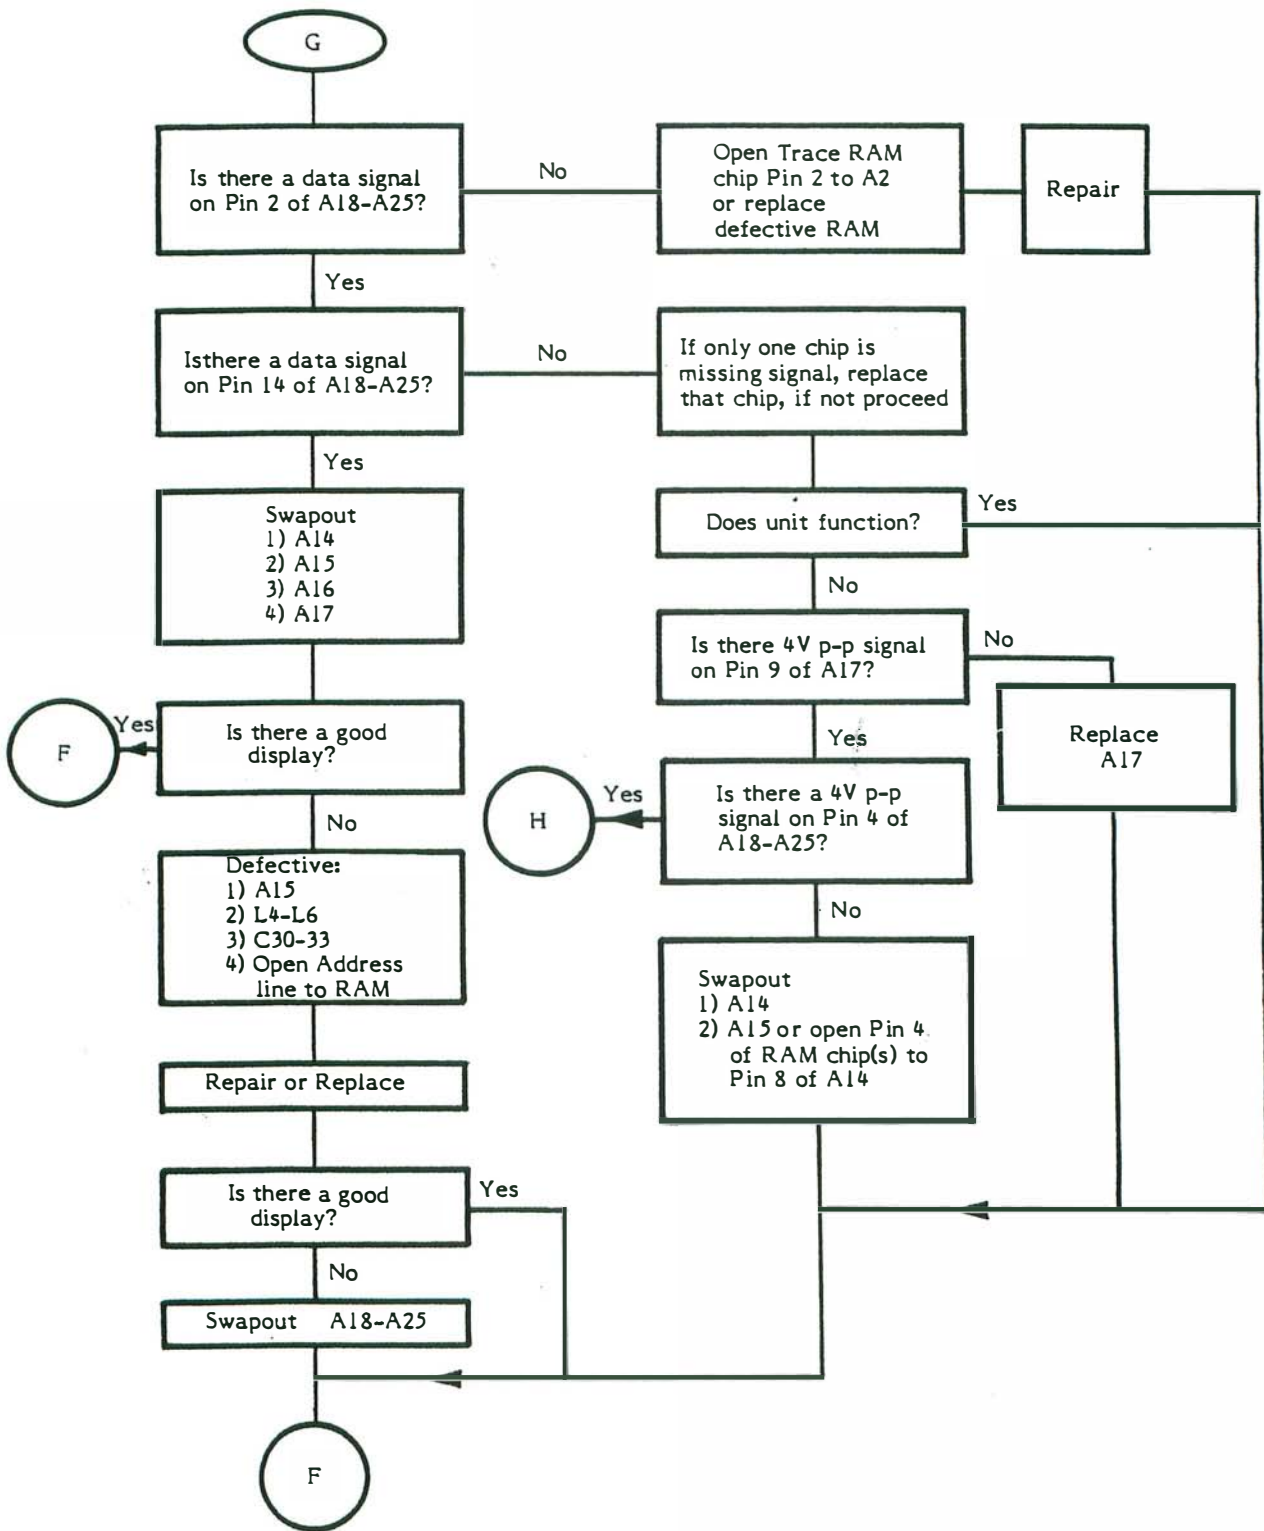 G
Is there a data signal
on Pin 2 of A18-A25?
No
Open Trace RAM
chip Pin 2 to A2
or replace
defective RAM
Repair
Yes
Isthere a data signal
on Pin 14 of A18-A25?
No
If only one chip is
missing signal, replace
that chip, if not proceed
Yes
Swapout
1) A14
2) A15
3) A16
4) A17
Does unit function?
Yes
No
Is there 4V p-p signal
on Pin 9 of A17?
No
Replace
A17
Yes
F
Yes
Is there a good
display?
No
H
Yes
Is there a 4V p-p
signal on Pin 4 of
A18-A25?
No
Defective:
1) A15
2) L4-L6
3) C30-33
4) Open Address
line to RAM
Swapout
1) A14
2) A15 or open Pin 4
of RAM chip(s) to
Pin 8 of A14
Repair or Replace
Is there a good
display?
Yes
No
Swapout A18-A25
F